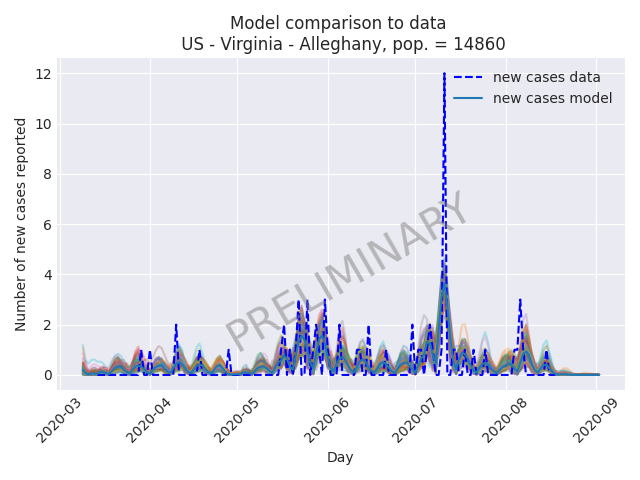 Model comparison to data
US - Virginia - Alleghany, pop. = 14860
new cases data
new cases model
PRELIMINARY
Number of new cases reported
12
10
8
6
4
2
0
2020-03
2020-04
2020-05
2020-06
2020-07
2020-08
2020-09
Day